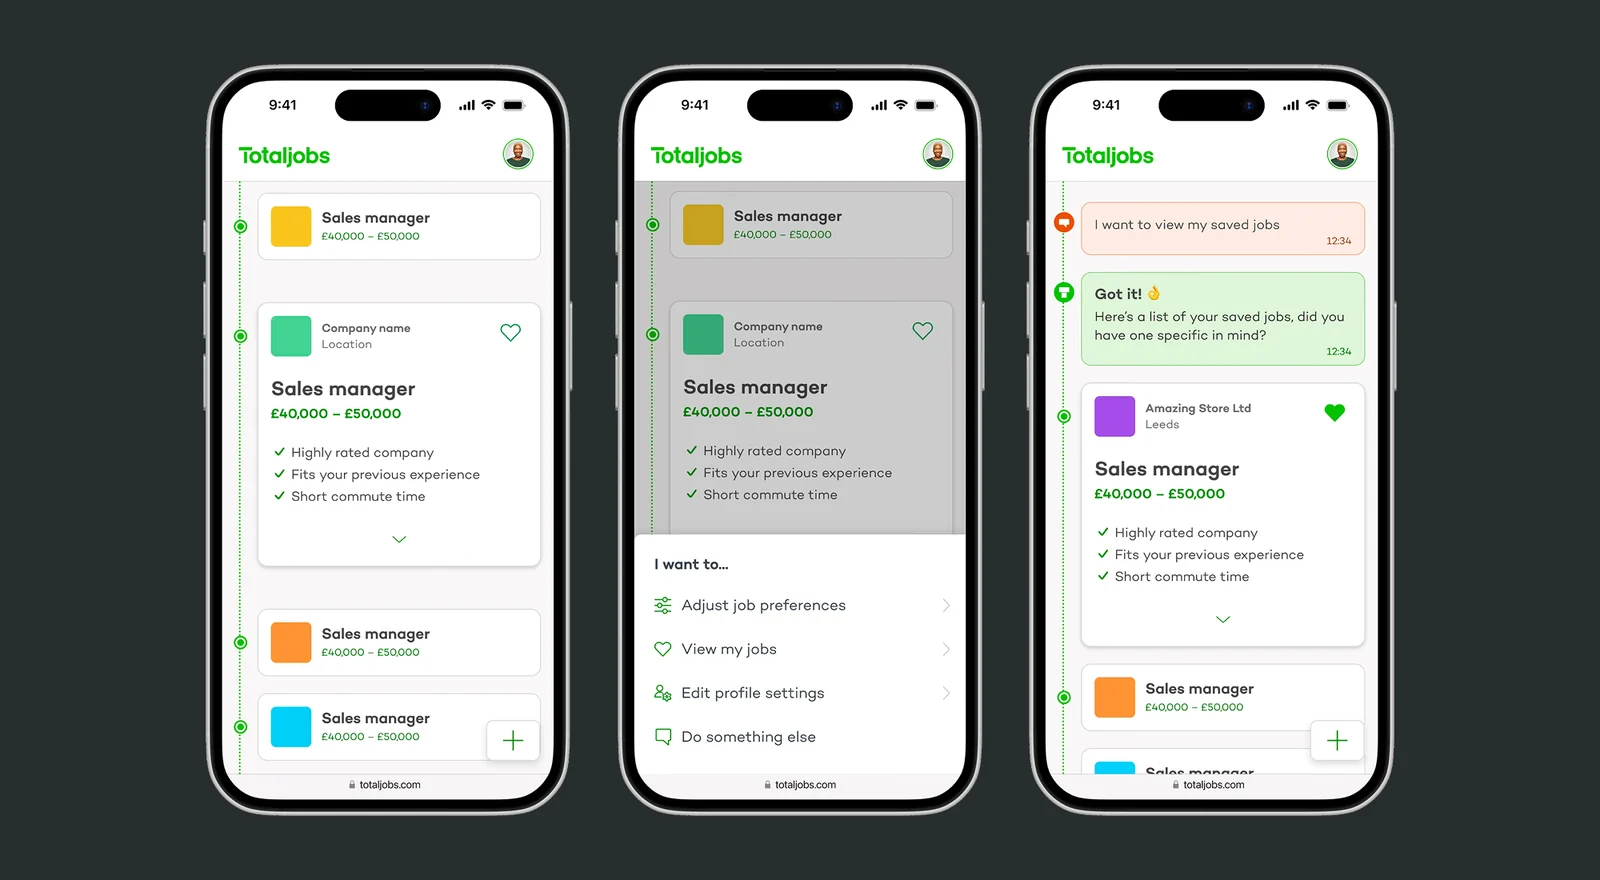 9:41
Totaljobs
Sales manager
£40,000 – £50,000
Company name
Location
Sales manager
£40,000 – £50,000
Highly rated company
Fits your previous experience
Short commute time
Sales manager
£40,000 – £50,000
Sales manager
£40,000 – £50,000
totaljobs.com
9:41
Totaljobs
Sales manager
£40,000 – £50,000
Company name
Location
Sales manager
£40,000 – £50,000
Highly rated company
Fits your previous experience
Short commute time
I want to...
Adjust job preferences
View my jobs
Edit profile settings
Do something else
totaljobs.com
9:41
Totaljobs
I want to view my saved jobs
12:34
Got it! 👌
Here's a list of your saved jobs, did you
have one specific in mind?
12:34
Amazing Store Ltd
Leeds
Sales manager
£40,000 – £50,000
Highly rated company
Fits your previous experience
Short commute time
Sales manager
£40,000 – £50,000
Sales manager
totaljobs.com